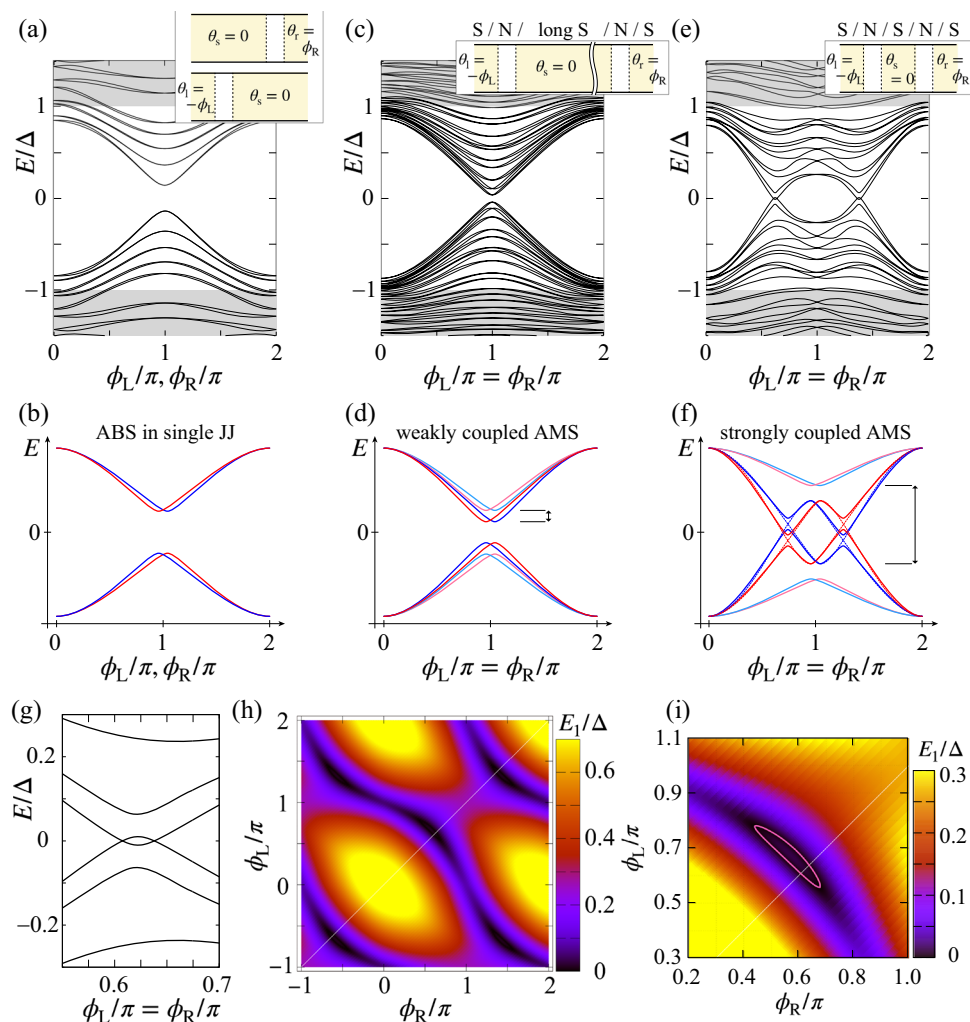 (a)
θs = 0
θr = ϕR
θl = −ϕL
θs = 0
E/Δ
1
0
−1
0
1
2
ϕL/π, ϕR/π
(c)
S / N / long S / N / S
θl = −ϕL
θs = 0
θr = ϕR
E/Δ
1
0
−1
0
1
2
ϕL/π = ϕR/π
(e)
S / N / S / N / S
θl = −ϕL
θs = 0
θr = ϕR
E/Δ
1
0
−1
0
1
2
ϕL/π = ϕR/π
(b)
ABS in single JJ
E
0
0
1
2
ϕL/π, ϕR/π
(d)
weakly coupled AMS
E
0
0
1
2
ϕL/π = ϕR/π
(f)
strongly coupled AMS
E
0
0
1
2
ϕL/π = ϕR/π
(g)
E/Δ
0.2
0
−0.2
0.6
0.7
ϕL/π = ϕR/π
(h)
E1/Δ
ϕL/π
2
1
0
−1
−1
0
1
2
ϕR/π
0.6
0.4
0.2
0
(i)
E1/Δ
ϕL/π
1.1
0.9
0.7
0.5
0.3
0.2
0.4
0.6
0.8
1.0
ϕR/π
0.3
0.2
0.1
0